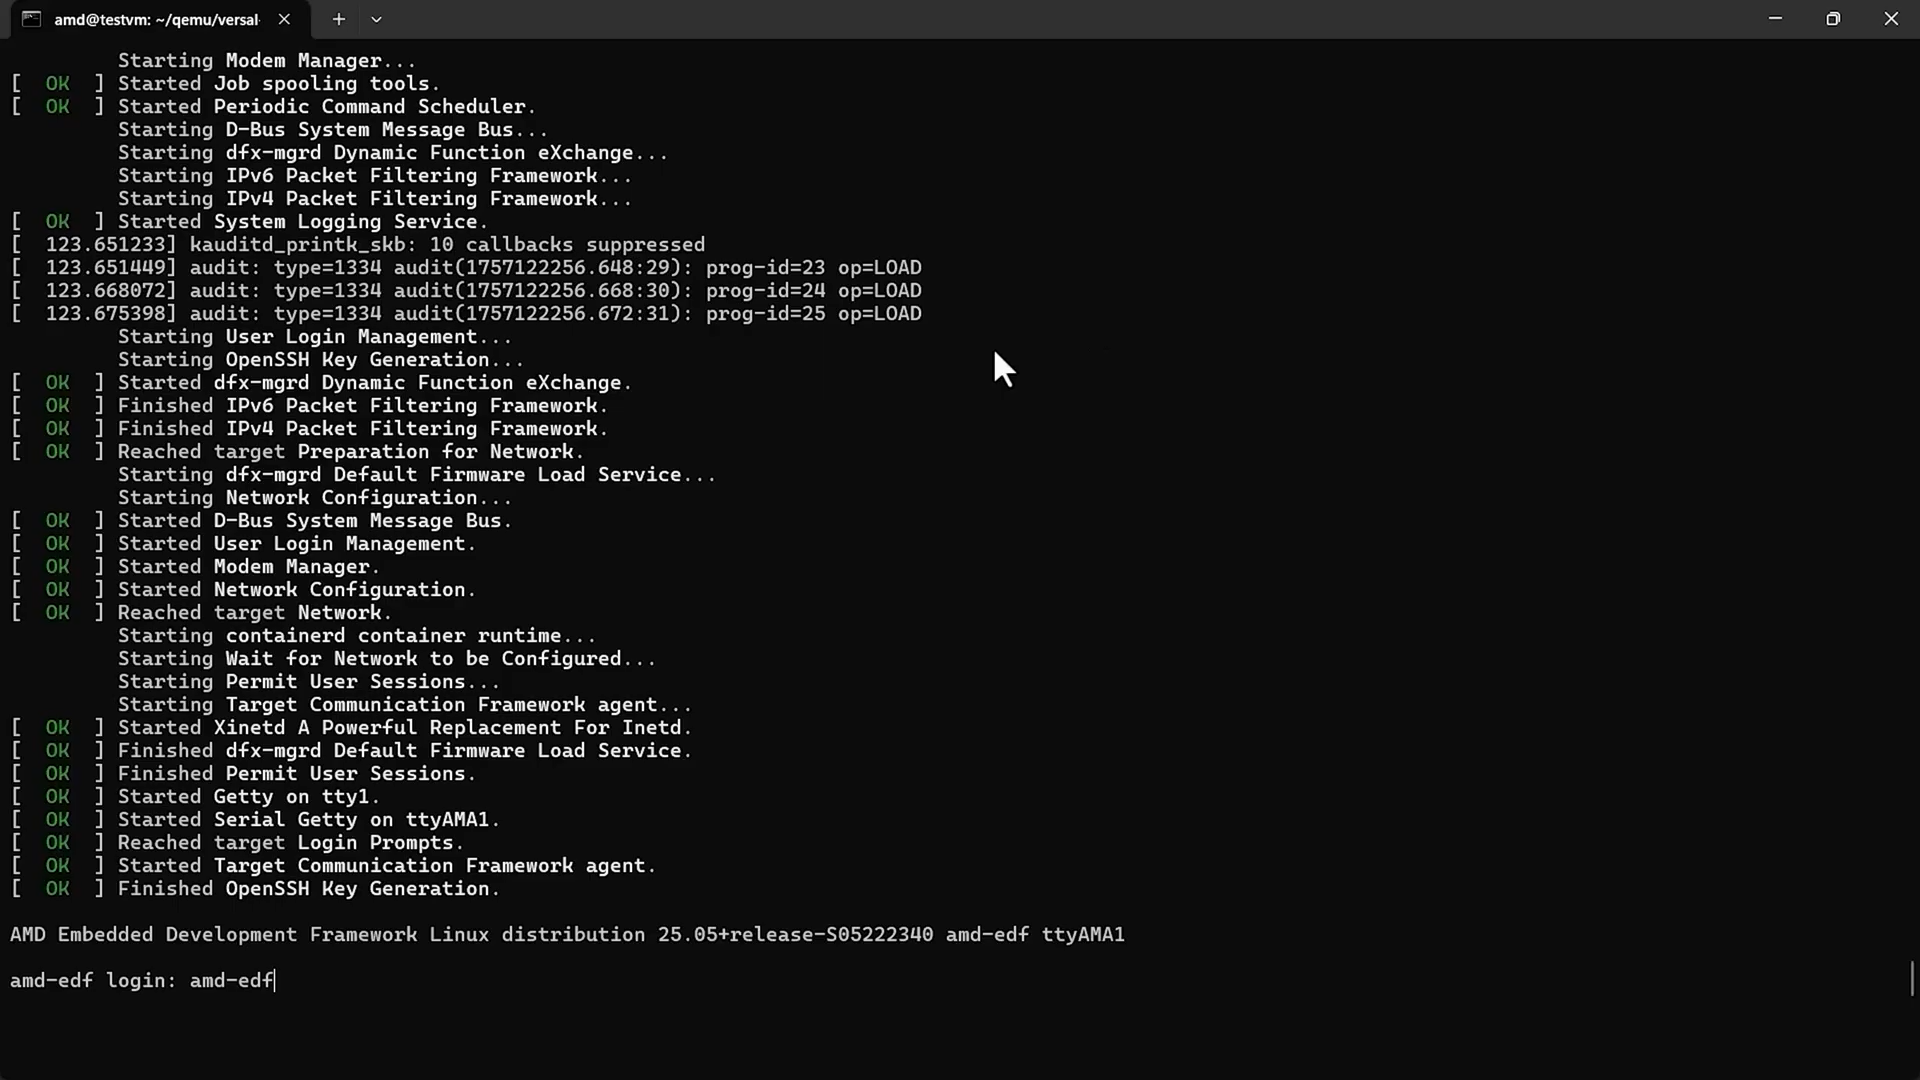 amd@testvm: ~/qemu/versal-
Starting Modem Manager...
[  OK  ] Started Job spooling tools.
[  OK  ] Started Periodic Command Scheduler.
Starting D-Bus System Message Bus...
Starting dfx-mgrd Dynamic Function eXchange...
Starting IPv6 Packet Filtering Framework...
Starting IPv4 Packet Filtering Framework...
[  OK  ] Started System Logging Service.
[  123.651233] kauditd_printk_skb: 10 callbacks suppressed
[  123.651449] audit: type=1334 audit(1757122256.648:29): prog-id=23 op=LOAD
[  123.668072] audit: type=1334 audit(1757122256.668:30): prog-id=24 op=LOAD
[  123.675398] audit: type=1334 audit(1757122256.672:31): prog-id=25 op=LOAD
Starting User Login Management...
Starting OpenSSH Key Generation...
[  OK  ] Started dfx-mgrd Dynamic Function eXchange.
[  OK  ] Finished IPv6 Packet Filtering Framework.
[  OK  ] Finished IPv4 Packet Filtering Framework.
[  OK  ] Reached target Preparation for Network.
Starting dfx-mgrd Default Firmware Load Service...
Starting Network Configuration...
[  OK  ] Started D-Bus System Message Bus.
[  OK  ] Started User Login Management.
[  OK  ] Started Modem Manager.
[  OK  ] Started Network Configuration.
[  OK  ] Reached target Network.
Starting containerd container runtime...
Starting Wait for Network to be Configured...
Starting Permit User Sessions...
Starting Target Communication Framework agent...
[  OK  ] Started Xinetd A Powerful Replacement For Inetd.
[  OK  ] Finished dfx-mgrd Default Firmware Load Service.
[  OK  ] Finished Permit User Sessions.
[  OK  ] Started Getty on tty1.
[  OK  ] Started Serial Getty on ttyAMA1.
[  OK  ] Reached target Login Prompts.
[  OK  ] Started Target Communication Framework agent.
[  OK  ] Finished OpenSSH Key Generation.
AMD Embedded Development Framework Linux distribution 25.05+release-S05222340 amd-edf ttyAMA1
amd-edf login: amd-edf